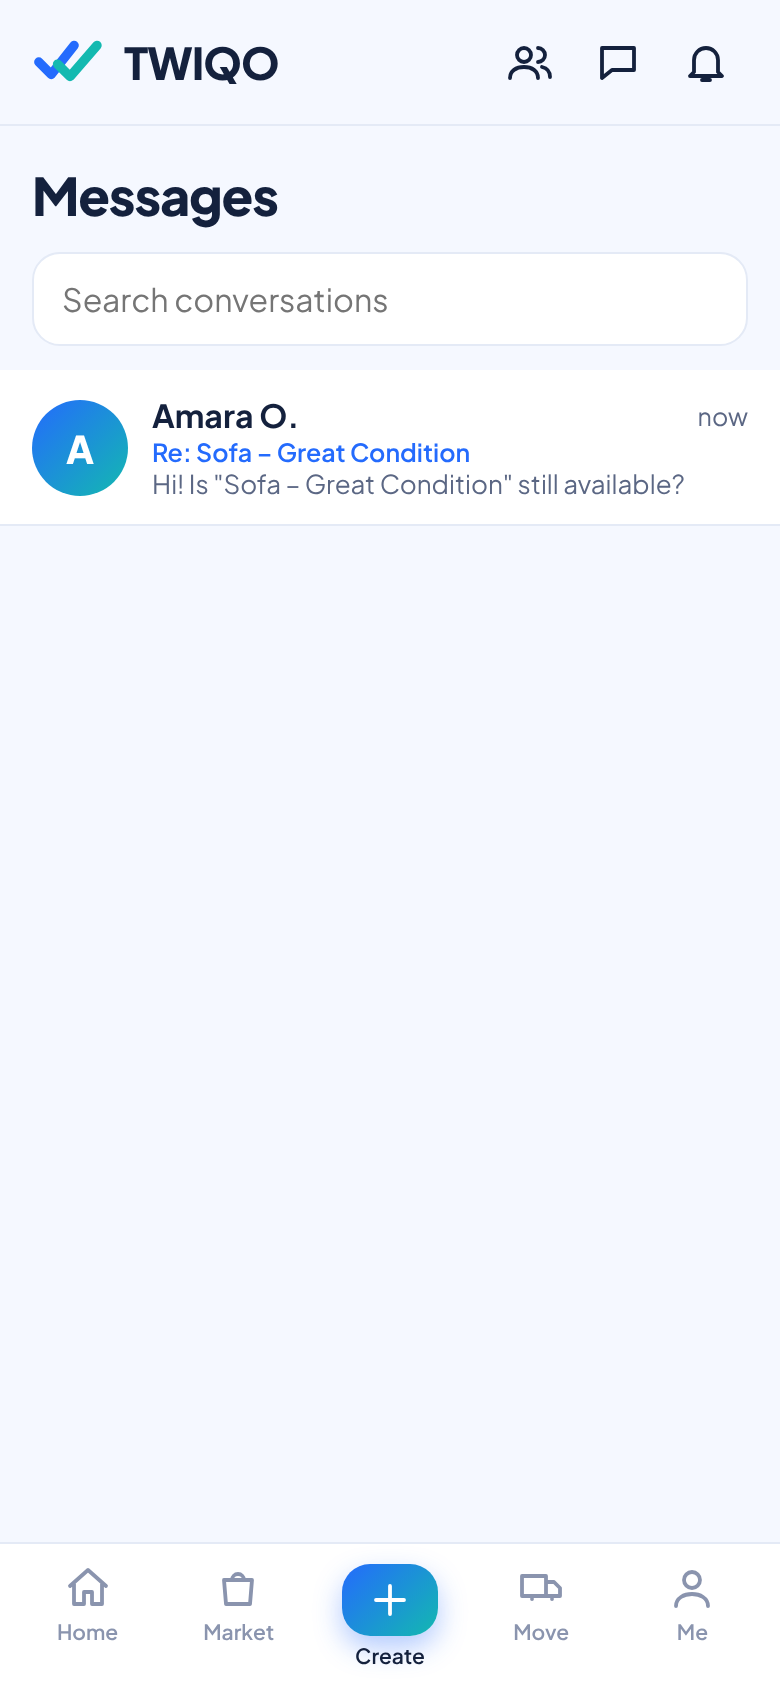 TWIQO
Messages
Search conversations
A
Amara O.
now
Re: Sofa – Great Condition
Hi! Is "Sofa – Great Condition" still available?
Home
Market
Create
Move
Me